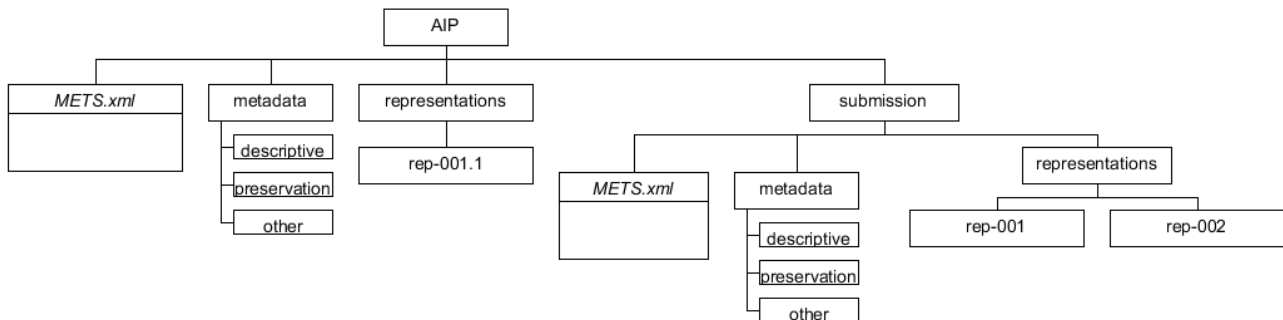 AIP
METS.xml
metadata
representations
submission
descriptive
preservation
other
rep-001.1
METS.xml
metadata
representations
descriptive
preservation
other
rep-001
rep-002